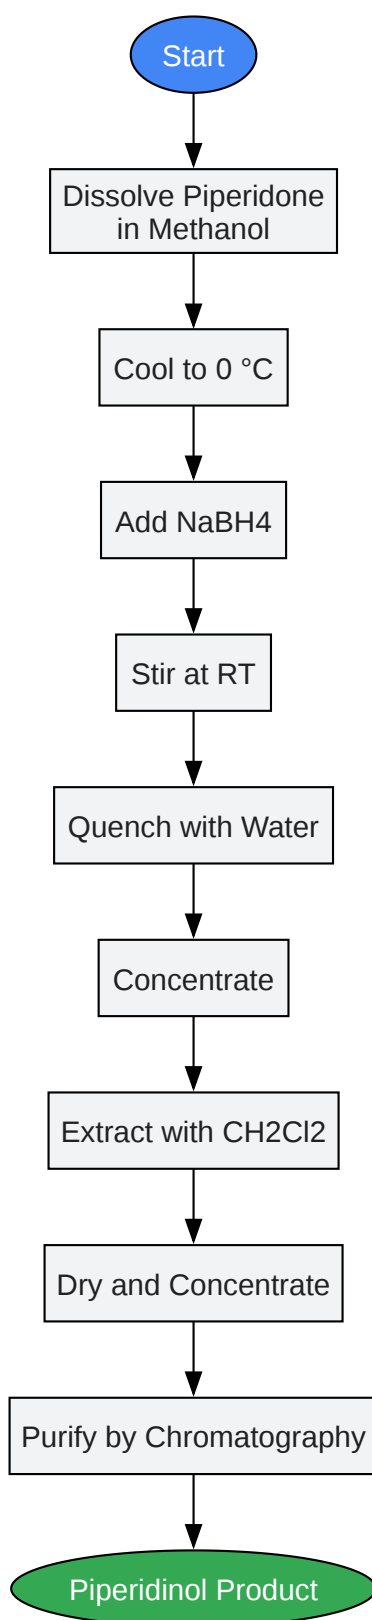 Start
Dissolve Piperidone
in Methanol
Cool to 0 °C
Add NaBH4
Stir at RT
Quench with Water
Concentrate
Extract with CH2Cl2
Dry and Concentrate
Purify by Chromatography
Piperidinol Product